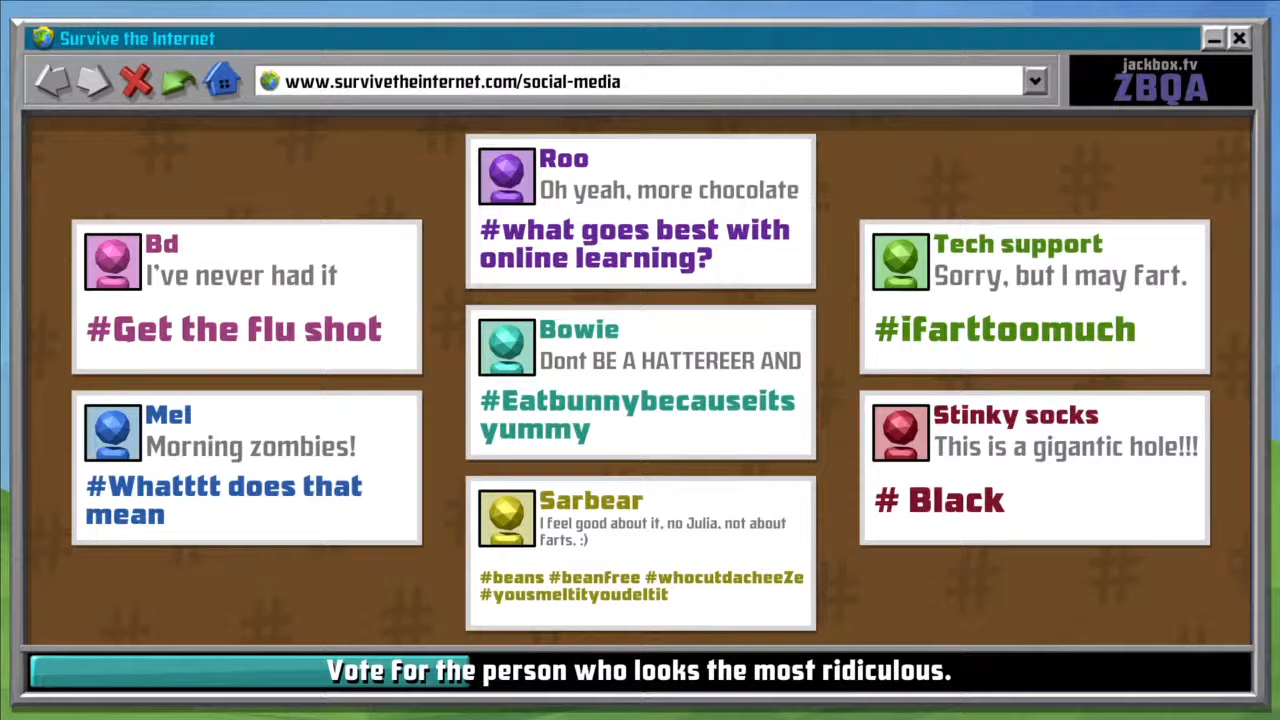 Survive the Internet
www.survivetheinternet.com/social-media
jackbox.tv
ZBQA
Bd
I've never had it
#Get the flu shot
Mel
Morning zombies!
#Whatttt does that
mean
Roo
Oh yeah, more chocolate
#what goes best with
online learning?
Bowie
Dont BE A HATTEREER AND
#Eatbunnybecauseits
yummy
Sarbear
I feel good about it, no Julia, not about
farts. :)
#beans #beanfree #whocutdacheeZe
#yousmeltityoudeltit
Tech support
Sorry, but I may fart.
#iFarttoomuch
Stinky socks
This is a gigantic hole!!!
# Black
Vote for the person who looks the most ridiculous.